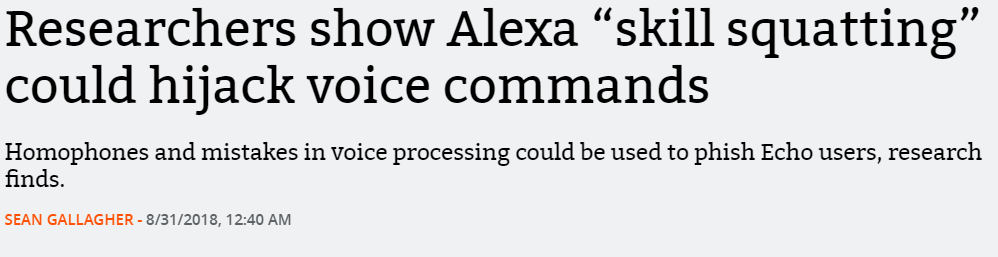 Researchers show Alexa “skill squatting”
could hijack voice commands
Homophones and mistakes in voice processing could be used to phish Echo users, research
finds.
SEAN GALLAGHER - 8/31/2018, 12:40 AM